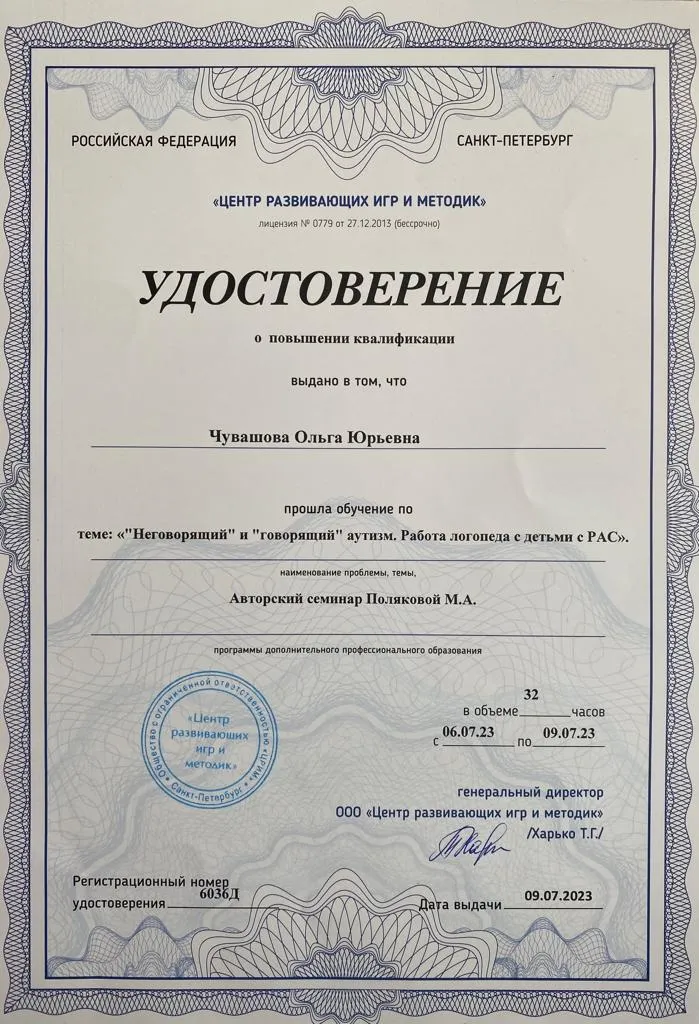 РОССИЙСКАЯ ФЕДЕРАЦИЯ
САНКТ-ПЕТЕРБУРГ
«ЦЕНТР РАЗВИВАЮЩИХ ИГР И МЕТОДИК»
лицензия № 0779 от 27.12.2013 (бессрочно)
УДОСТОВЕРЕНИЕ
о повышении квалификации
выдано в том, что
Чувашова Ольга Юрьевна
прошла обучение по
теме: «"Неговорящий" и "говорящий" аутизм. Работа логопеда с детьми с РАС».
наименование проблемы, темы,
Авторский семинар Поляковой М.А.
программы дополнительного профессионального образования
Общество с ограниченной ответственностью «ЦРИМ»
Санкт-Петербург
«Центр
развивающих
игр и
методик»
в объеме 32 часов
с 06.07.23 по 09.07.23
генеральный директор
ООО «Центр развивающих игр и методик»
/Харько Т.Г./
Регистрационный номер
удостоверения 6036Д
Дата выдачи 09.07.2023